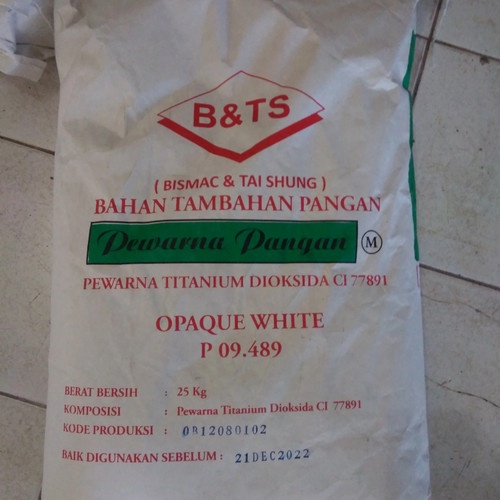 B&TS
( BISMAC & TAI SHUNG )
BAHAN TAMBAHAN PANGAN
Pewarna Pangan M
PEWARNA TITANIUM DIOKSIDA CI 77891
OPAQUE WHITE
P 09.489
BERAT BERSIH : 25 Kg
KOMPOSISI : Pewarna Titanium Dioksida CI 77891
KODE PRODUKSI : 0B12080102
BAIK DIGUNAKAN SEBELUM : 21DEC2022